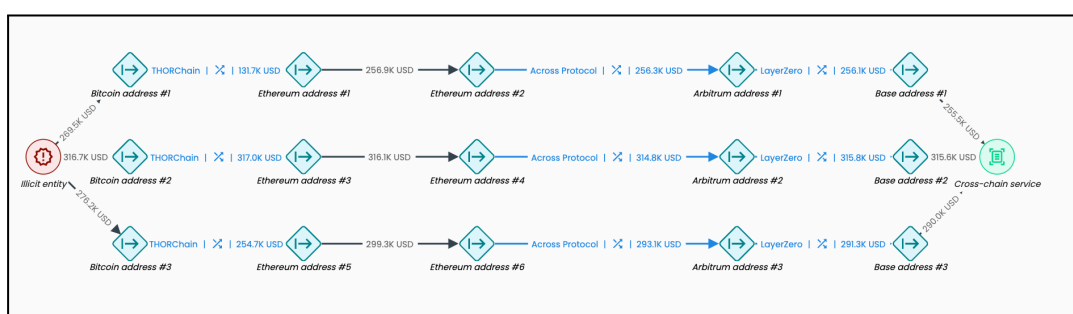 THORChain | 131.7K USD
256.9K USD
Across Protocol | 256.3K USD
LayerZero | 256.1K USD
Bitcoin address #1
Ethereum address #1
Ethereum address #2
Arbitrum address #1
Base address #1
269.5K USD
255.5K USD
316.7K USD
THORChain | 317.0K USD
316.1K USD
Across Protocol | 314.8K USD
LayerZero | 315.8K USD
315.6K USD
Illicit entity
Bitcoin address #2
Ethereum address #3
Ethereum address #4
Arbitrum address #2
Base address #2
Cross-chain service
276.2K USD
290.0K USD
THORChain | 254.7K USD
299.3K USD
Across Protocol | 293.1K USD
LayerZero | 291.3K USD
Bitcoin address #3
Ethereum address #5
Ethereum address #6
Arbitrum address #3
Base address #3